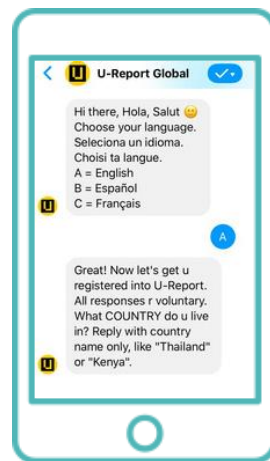 U-Report Global
Hi there, Hola, Salut 😀
Choose your language.
Seleciona un idioma.
Choisi ta langue.
A = English
B = Español
C = Français
A
Great! Now let's get u
registered into U-Report.
All responses r voluntary.
What COUNTRY do u live
in? Reply with country
name only, like "Thailand"
or "Kenya".